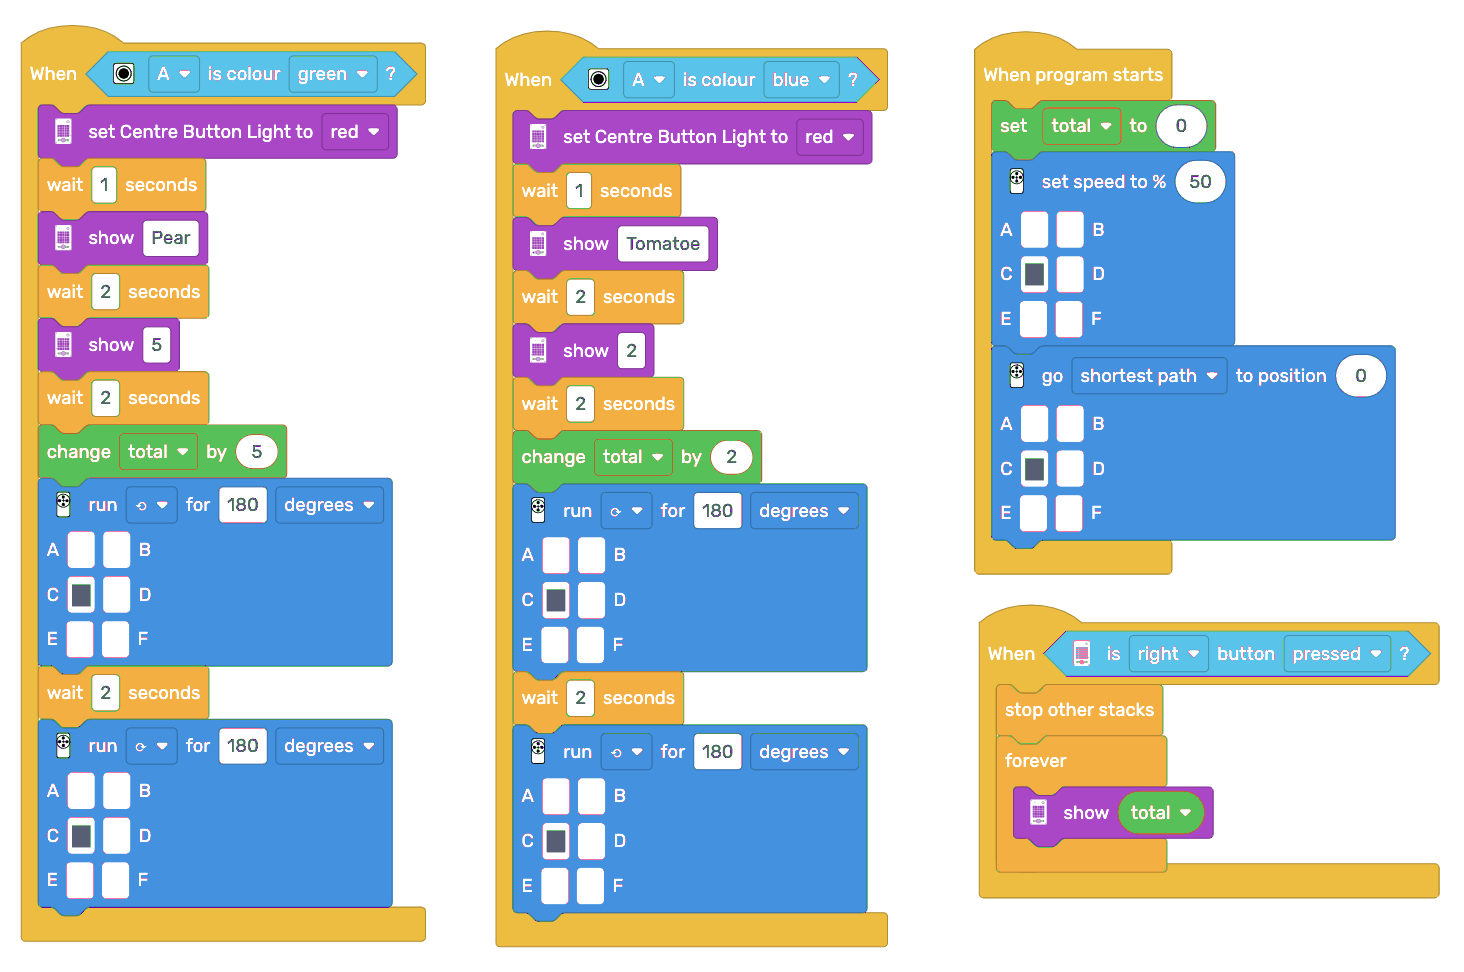 When A is colour green ?
set Centre Button Light to red
wait 1 seconds
show Pear
wait 2 seconds
show 5
wait 2 seconds
change total by 5
run for 180 degrees
A B
C D
E F
wait 2 seconds
run for 180 degrees
A B
C D
E F
When A is colour blue ?
set Centre Button Light to red
wait 1 seconds
show Tomatoe
wait 2 seconds
show 2
wait 2 seconds
change total by 2
run for 180 degrees
A B
C D
E F
wait 2 seconds
run for 180 degrees
A B
C D
E F
When program starts
set total to 0
set speed to % 50
A B
C D
E F
go shortest path to position 0
A B
C D
E F
When is right button pressed ?
stop other stacks
forever
show total